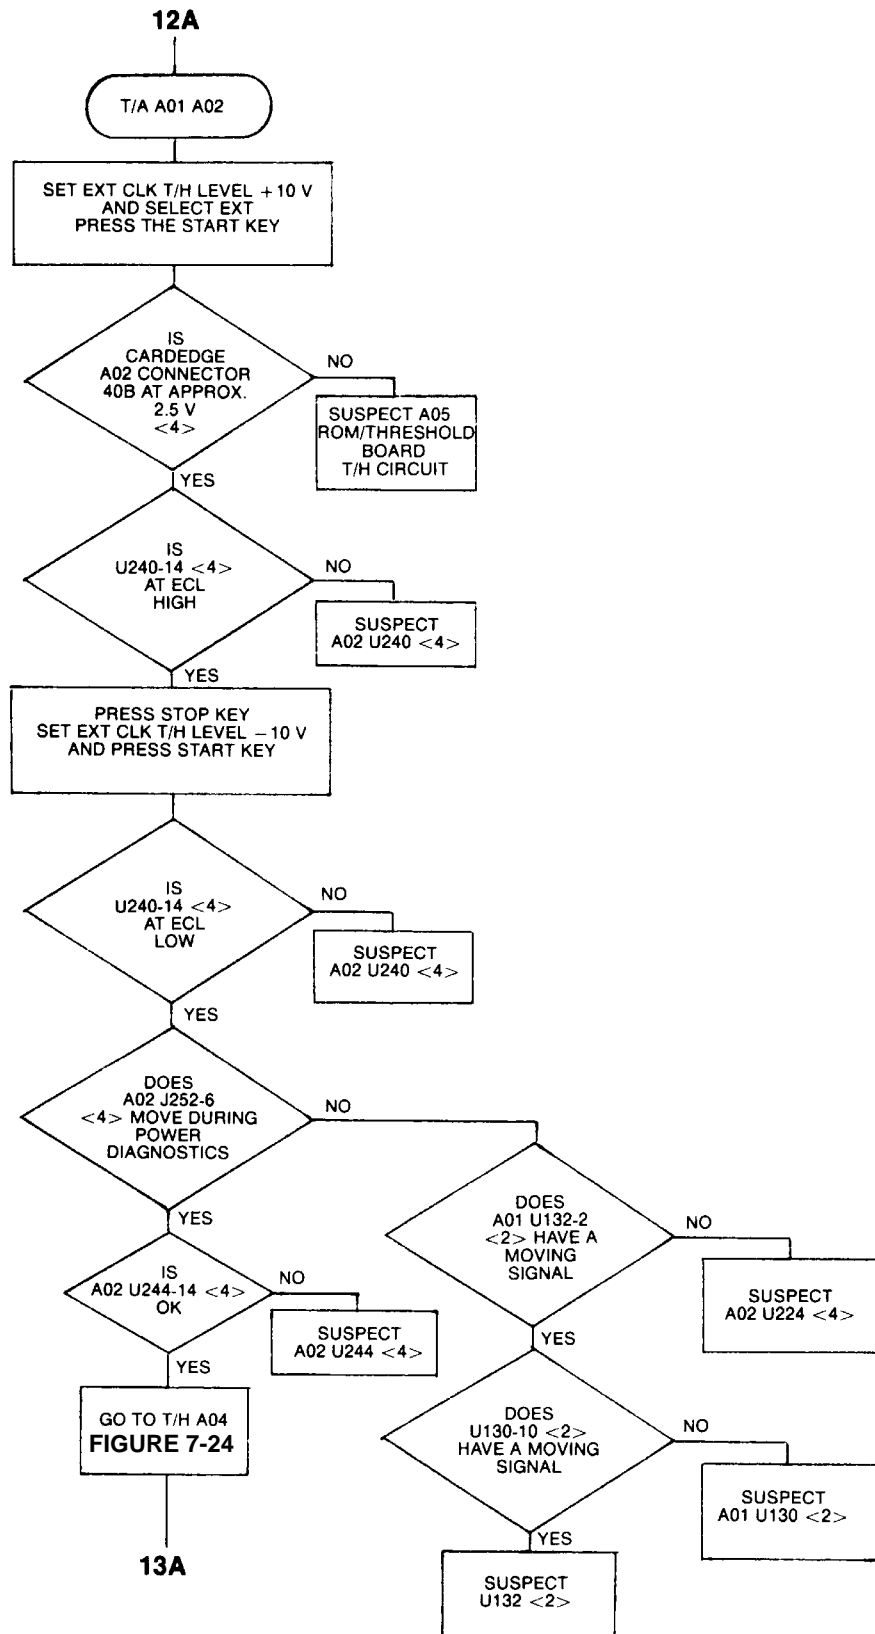 12A
T/A A01 A02
SET EXT CLK T/H LEVEL +10 V
AND SELECT EXT
PRESS THE START KEY
IS
CARDEDGE
A02 CONNECTOR
40B AT APPROX.
2.5 V
<4>
NO
SUSPECT A05
ROM/THRESHOLD
BOARD
T/H CIRCUIT
YES
IS
U240-14 <4>
AT ECL
HIGH
NO
SUSPECT
A02 U240 <4>
YES
PRESS STOP KEY
SET EXT CLK T/H LEVEL −10 V
AND PRESS START KEY
IS
U240-14 <4>
AT ECL
LOW
NO
SUSPECT
A02 U240 <4>
YES
DOES
A02 J252-6
<4> MOVE DURING
POWER
DIAGNOSTICS
NO
YES
IS
A02 U244-14 <4>
OK
NO
SUSPECT
A02 U244 <4>
YES
GO TO T/H A04
FIGURE 7-24
13A
DOES
A01 U132-2
<2> HAVE A
MOVING
SIGNAL
NO
SUSPECT
A02 U224 <4>
YES
DOES
U130-10 <2>
HAVE A MOVING
SIGNAL
NO
SUSPECT
A01 U130 <2>
YES
SUSPECT
U132 <2>